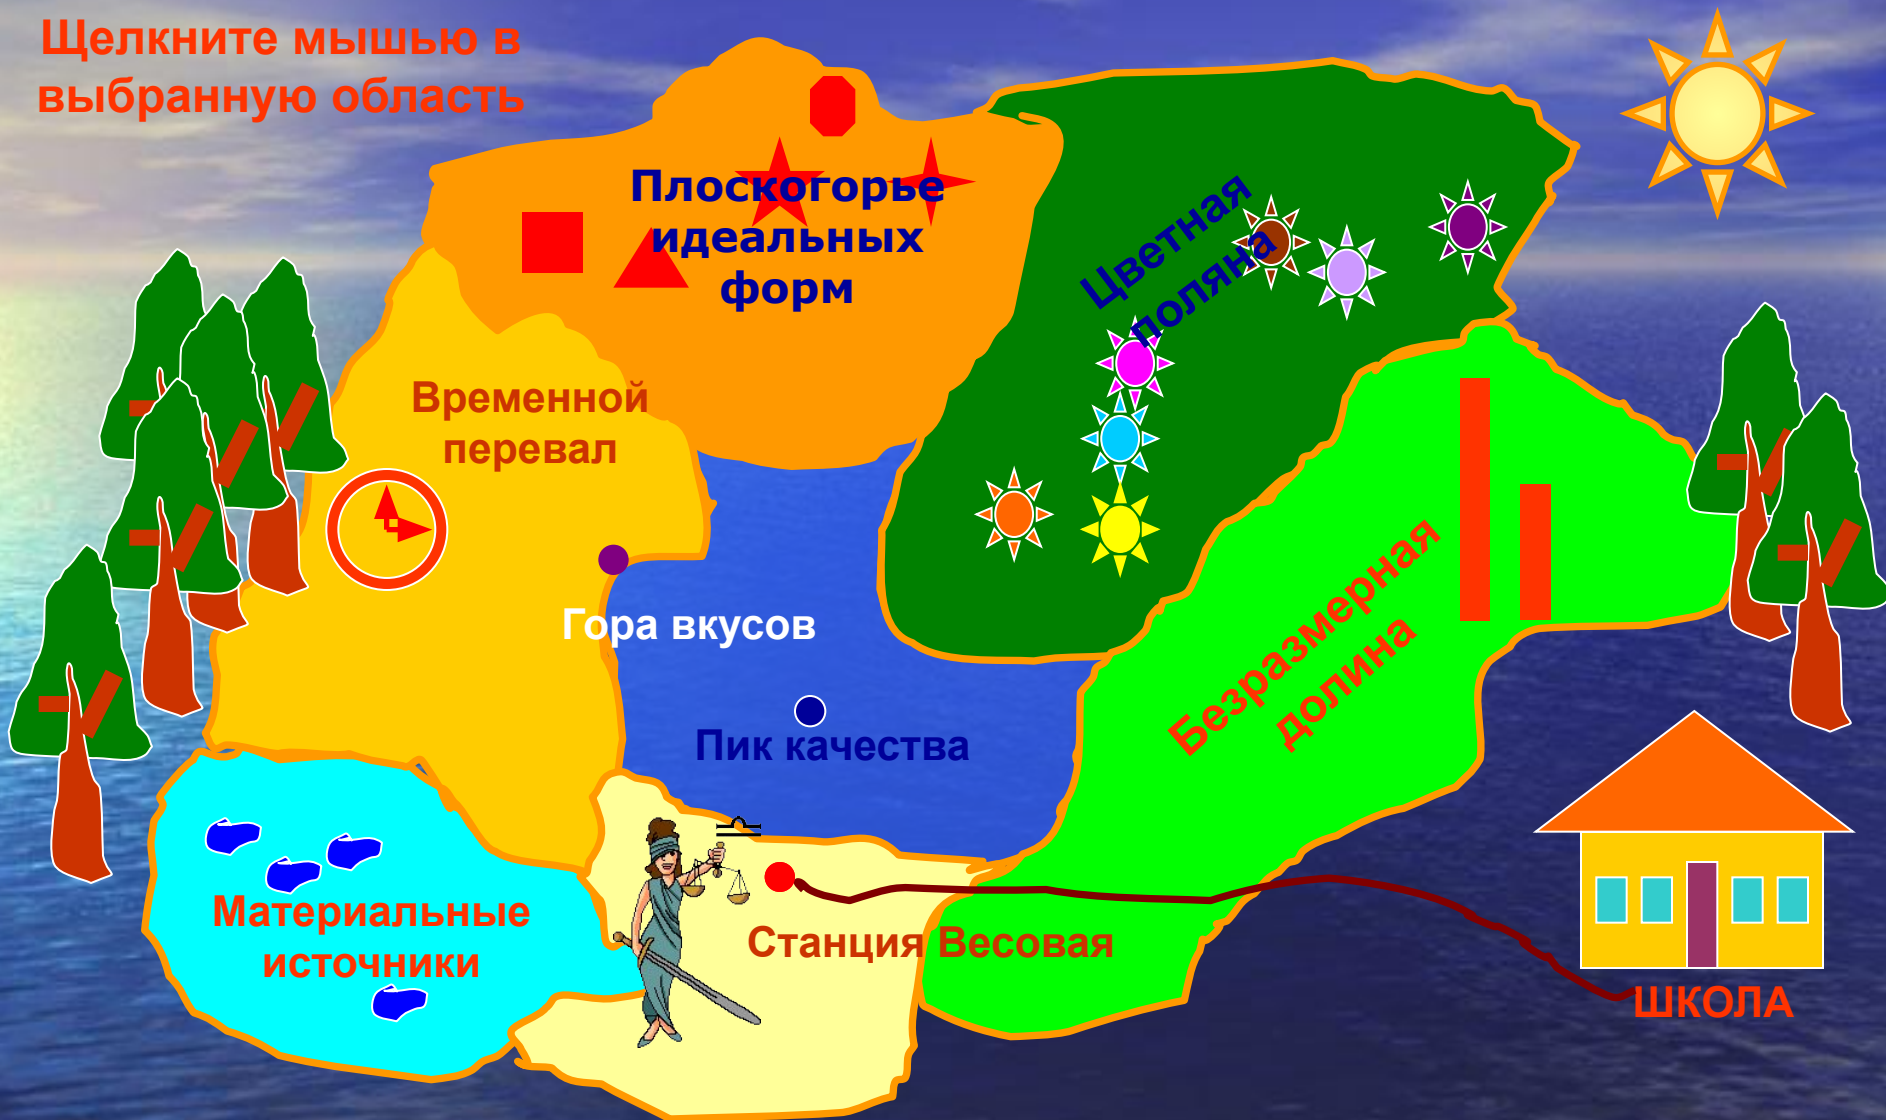 Щелкните мышью в
выбранную область
Плоскогорье
идеальных
форм
Цветная
поляна
Временной
перевал
Гора вкусов
Безразмерная
долина
Пик качества
Материальные
источники
Станция Весовая
ШКОЛА